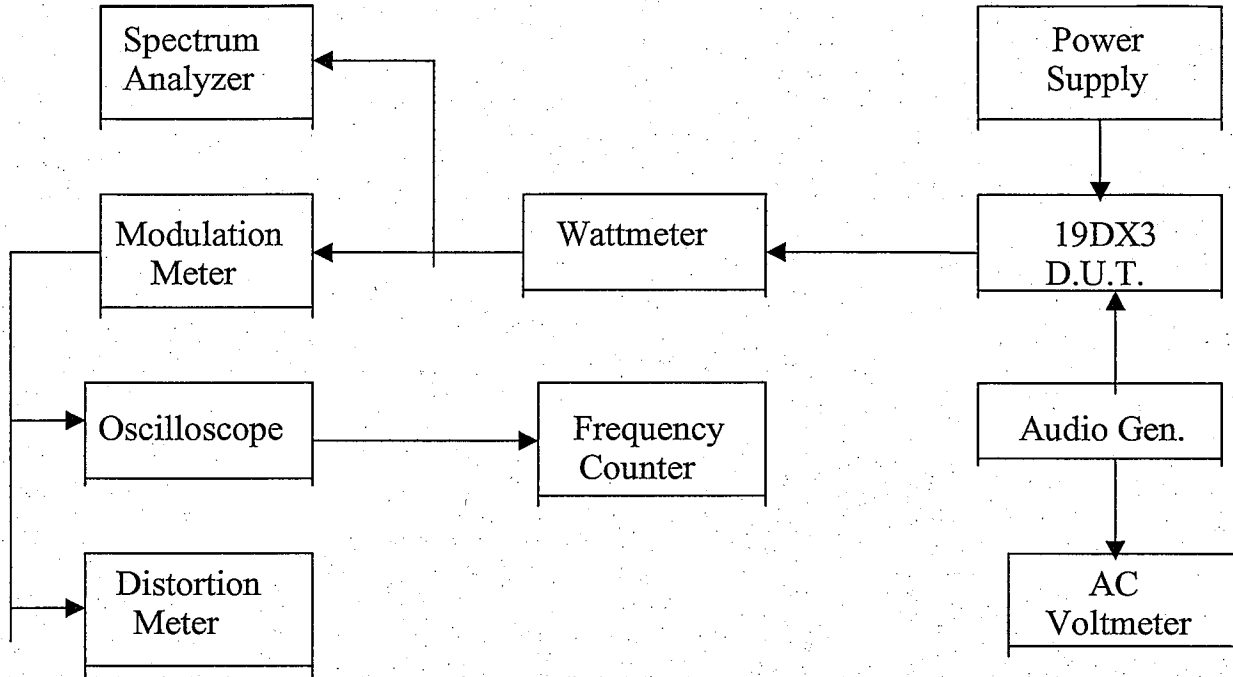 Spectrum
Analyzer
Power
Supply
Modulation
Meter
Wattmeter
19DX3
D.U.T.
Oscilloscope
Frequency
Counter
Audio Gen.
Distortion
Meter
AC
Voltmeter